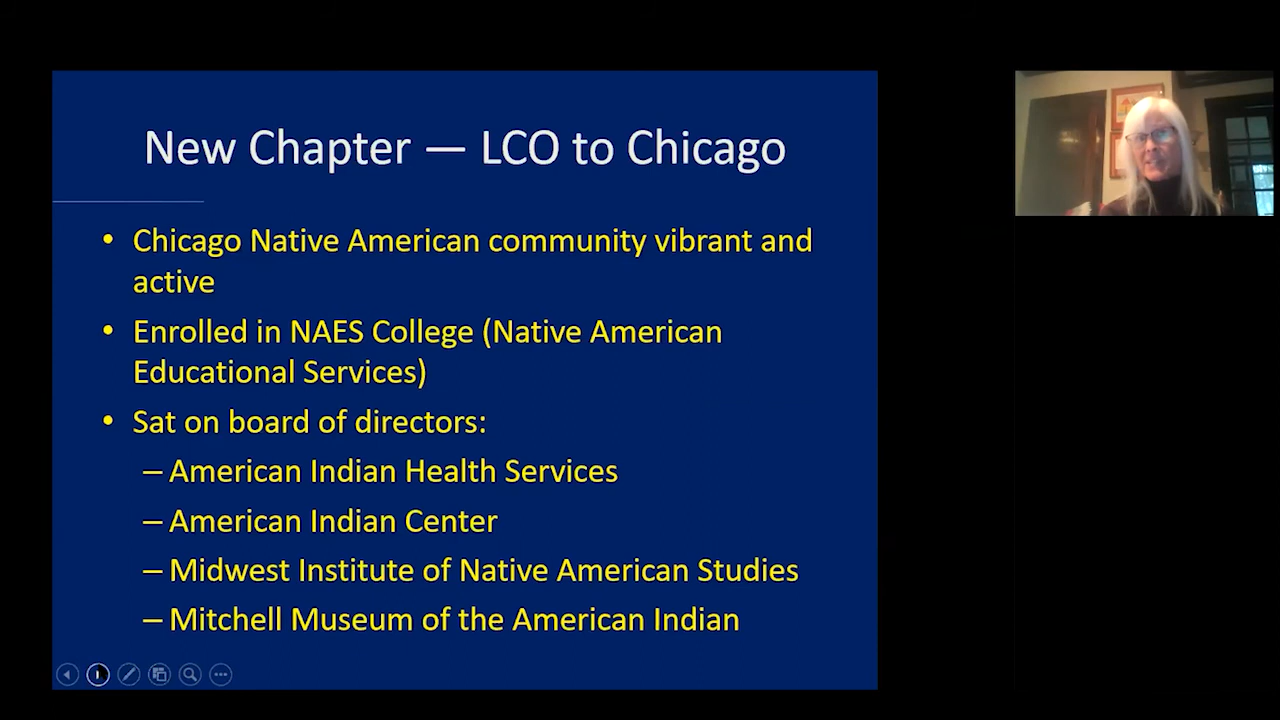 New Chapter — LCO to Chicago
• Chicago Native American community vibrant and
active
• Enrolled in NAES College (Native American
Educational Services)
• Sat on board of directors:
– American Indian Health Services
– American Indian Center
– Midwest Institute of Native American Studies
– Mitchell Museum of the American Indian